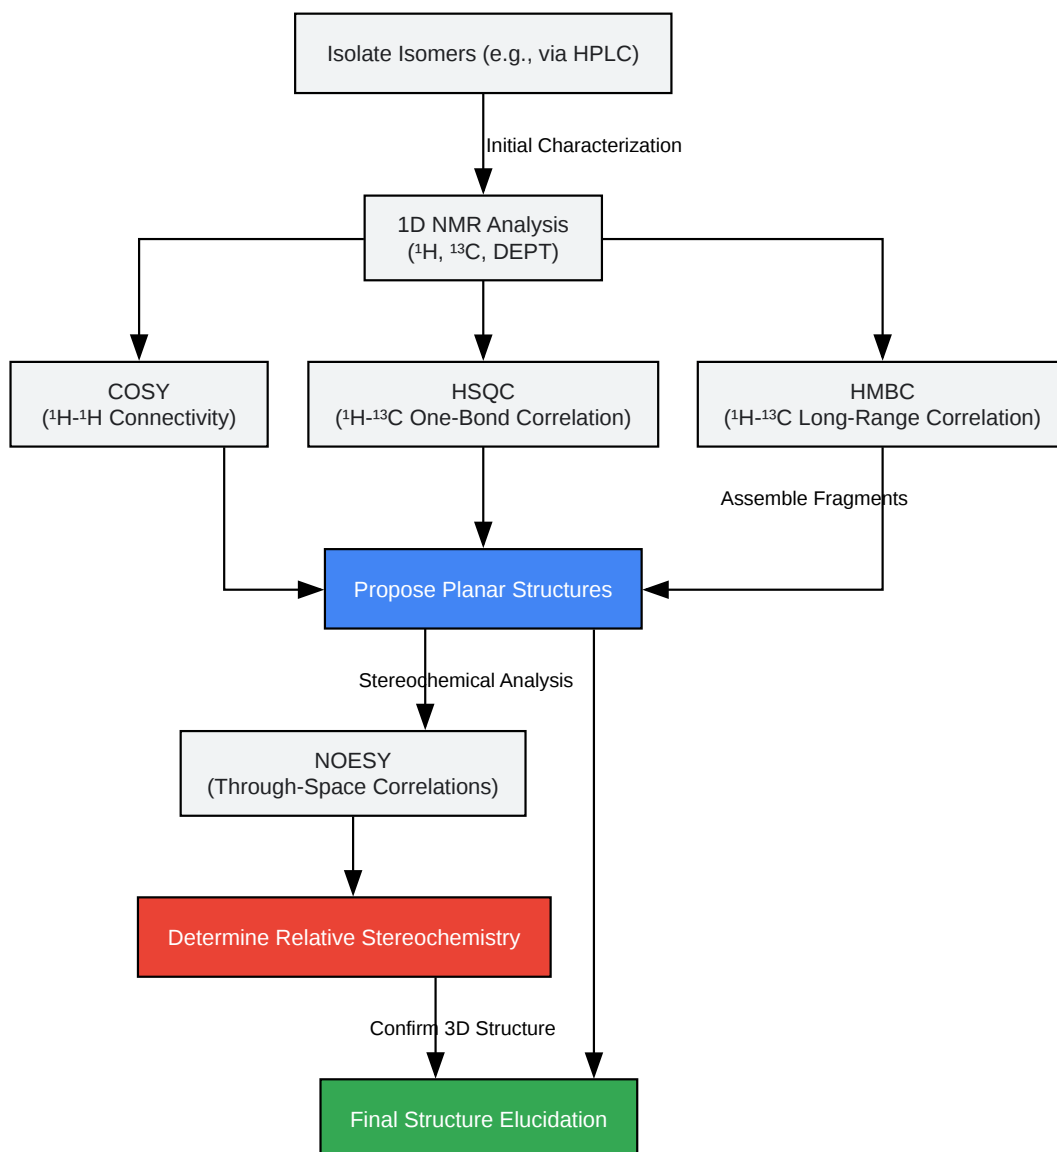 Isolate Isomers (e.g., via HPLC)
Initial Characterization
1D NMR Analysis
(¹H, ¹³C, DEPT)
COSY
(¹H-¹H Connectivity)
HSQC
(¹H-¹³C One-Bond Correlation)
HMBC
(¹H-¹³C Long-Range Correlation)
Assemble Fragments
Propose Planar Structures
Stereochemical Analysis
NOESY
(Through-Space Correlations)
Determine Relative Stereochemistry
Confirm 3D Structure
Final Structure Elucidation